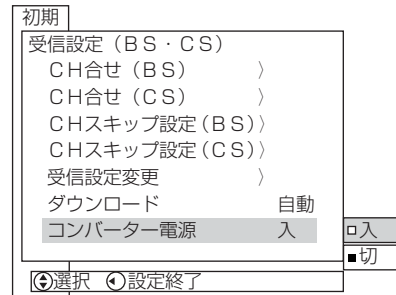 初期
受信設定（ＢＳ・ＣＳ）
ＣＨ合せ（ＢＳ） 〉
ＣＨ合せ（ＣＳ） 〉
ＣＨスキップ設定（ＢＳ）〉
ＣＨスキップ設定（ＣＳ）〉
受信設定変更 〉
ダウンロード 自動
コンバーター電源 入 □入
■切
選択 設定終了